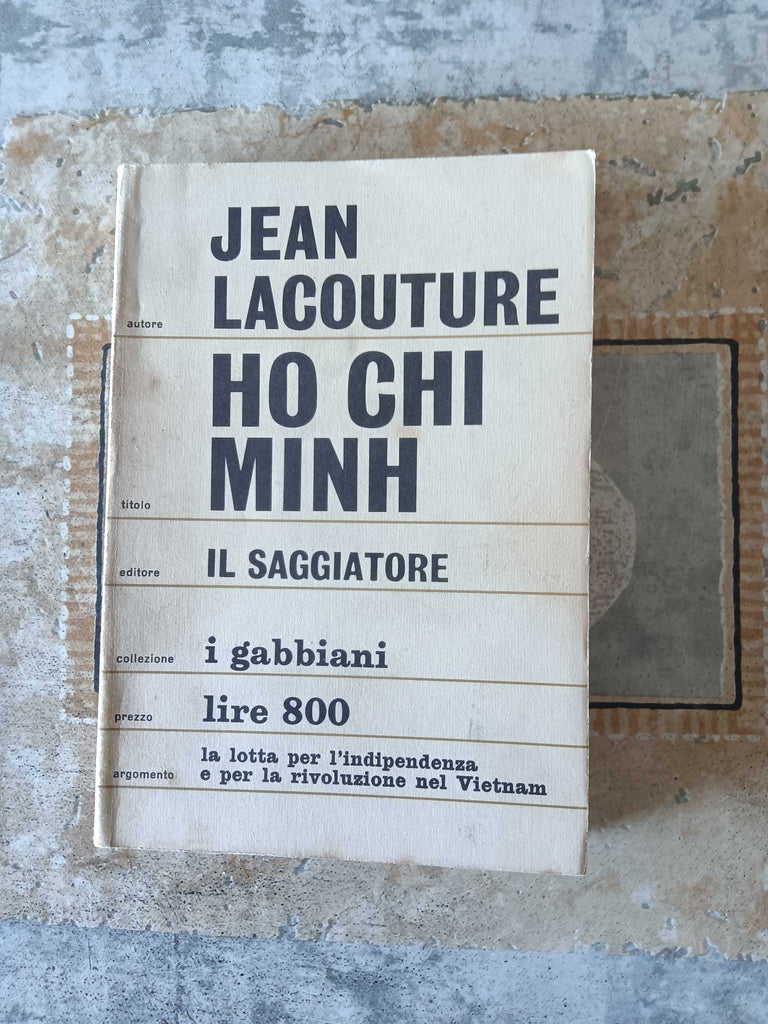 JEAN
autore LACOUTURE
HO CHI
titolo MINH
editore IL SAGGIATORE
collezione i gabbiani
prezzo lire 800
la lotta per l'indipendenza
argomento e per la rivoluzione nel Vietnam